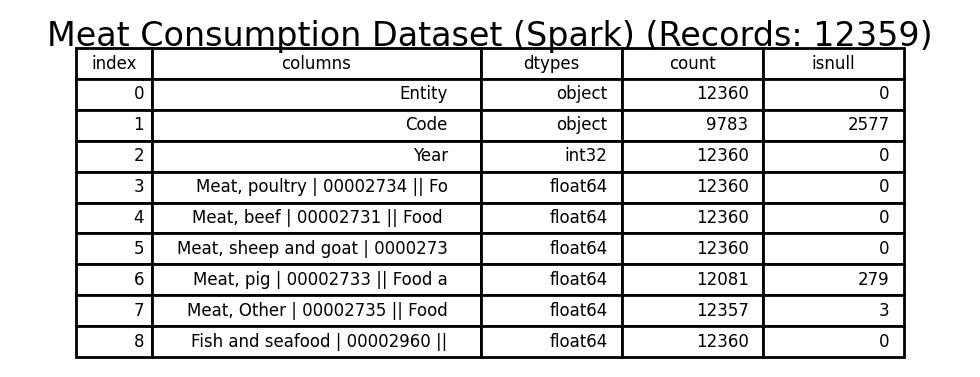 Meat Consumption Dataset (Spark) (Records: 12359)
index columns dtypes count isnull
0 Entity object 12360 0
1 Code object 9783 2577
2 Year int32 12360 0
3 Meat, poultry | 00002734 || Fo float64 12360 0
4 Meat, beef | 00002731 || Food float64 12360 0
5 Meat, sheep and goat | 0000273 float64 12360 0
6 Meat, pig | 00002733 || Food a float64 12081 279
7 Meat, Other | 00002735 || Food float64 12357 3
8 Fish and seafood | 00002960 || float64 12360 0